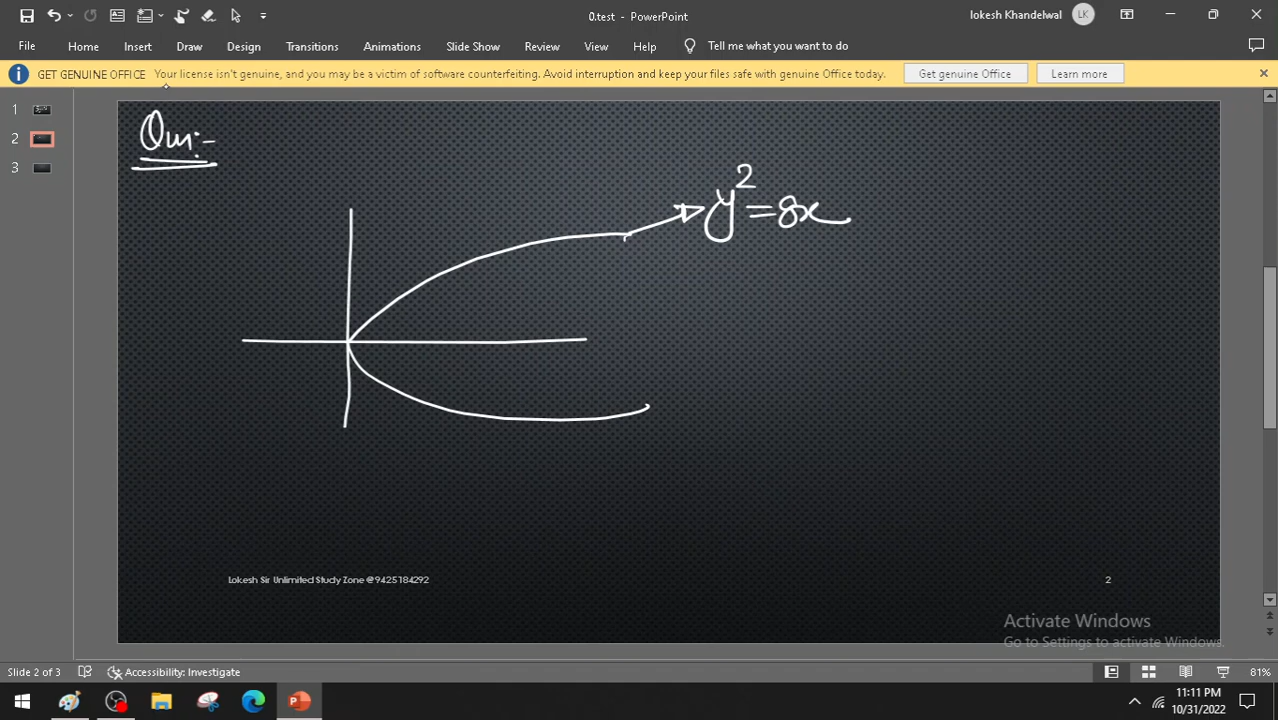 0.test - PowerPoint
lokesh Khandelwal
LK
File Home Insert Draw Design Transitions Animations Slide Show Review View Help Tell me what you want to do
GET GENUINE OFFICE Your license isn't genuine, and you may be a victim of software counterfeiting. Avoid interruption and keep your files safe with genuine Office today. Get genuine Office Learn more
1
2
3
y²=8x
Lokesh Sir Unlimited Study Zone @9425184292
2
Activate Windows
Go to Settings to activate Windows.
Slide 2 of 3
Accessibility: Investigate
81%
11:11 PM
10/31/2022